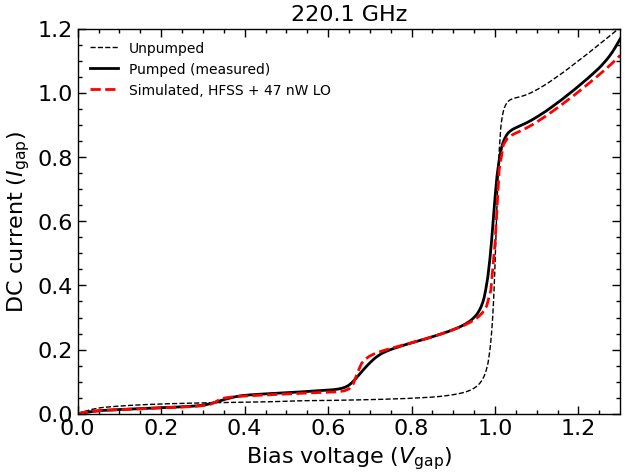 220.1 GHz
Unpumped
Pumped (measured)
Simulated, HFSS + 47 nW LO
DC current (I_gap)
1.2
1.0
0.8
0.6
0.4
0.2
0.0
0.0 0.2 0.4 0.6 0.8 1.0 1.2
Bias voltage (V_gap)